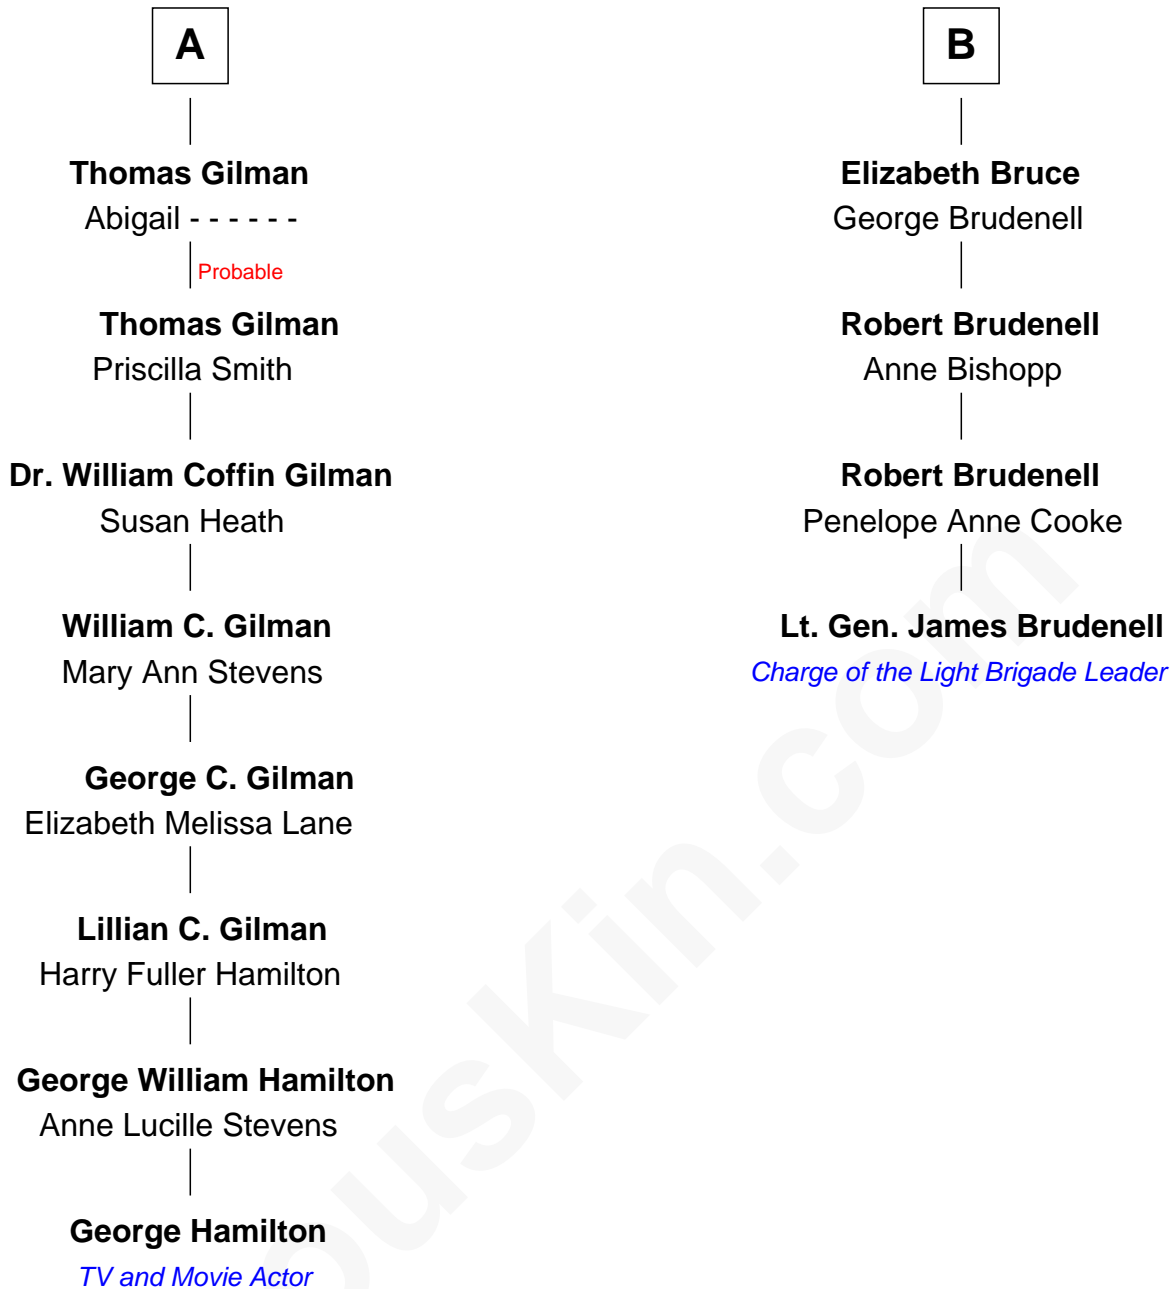 A
Thomas Gilman
Abigail - - - - - -
Probable
Thomas Gilman
Priscilla Smith
Dr. William Coffin Gilman
Susan Heath
William C. Gilman
Mary Ann Stevens
George C. Gilman
Elizabeth Melissa Lane
Lillian C. Gilman
Harry Fuller Hamilton
George William Hamilton
Anne Lucille Stevens
George Hamilton
TV and Movie Actor
B
Elizabeth Bruce
George Brudenell
Robert Brudenell
Anne Bishopp
Robert Brudenell
Penelope Anne Cooke
Lt. Gen. James Brudenell
Charge of the Light Brigade Leader
ousKin.com